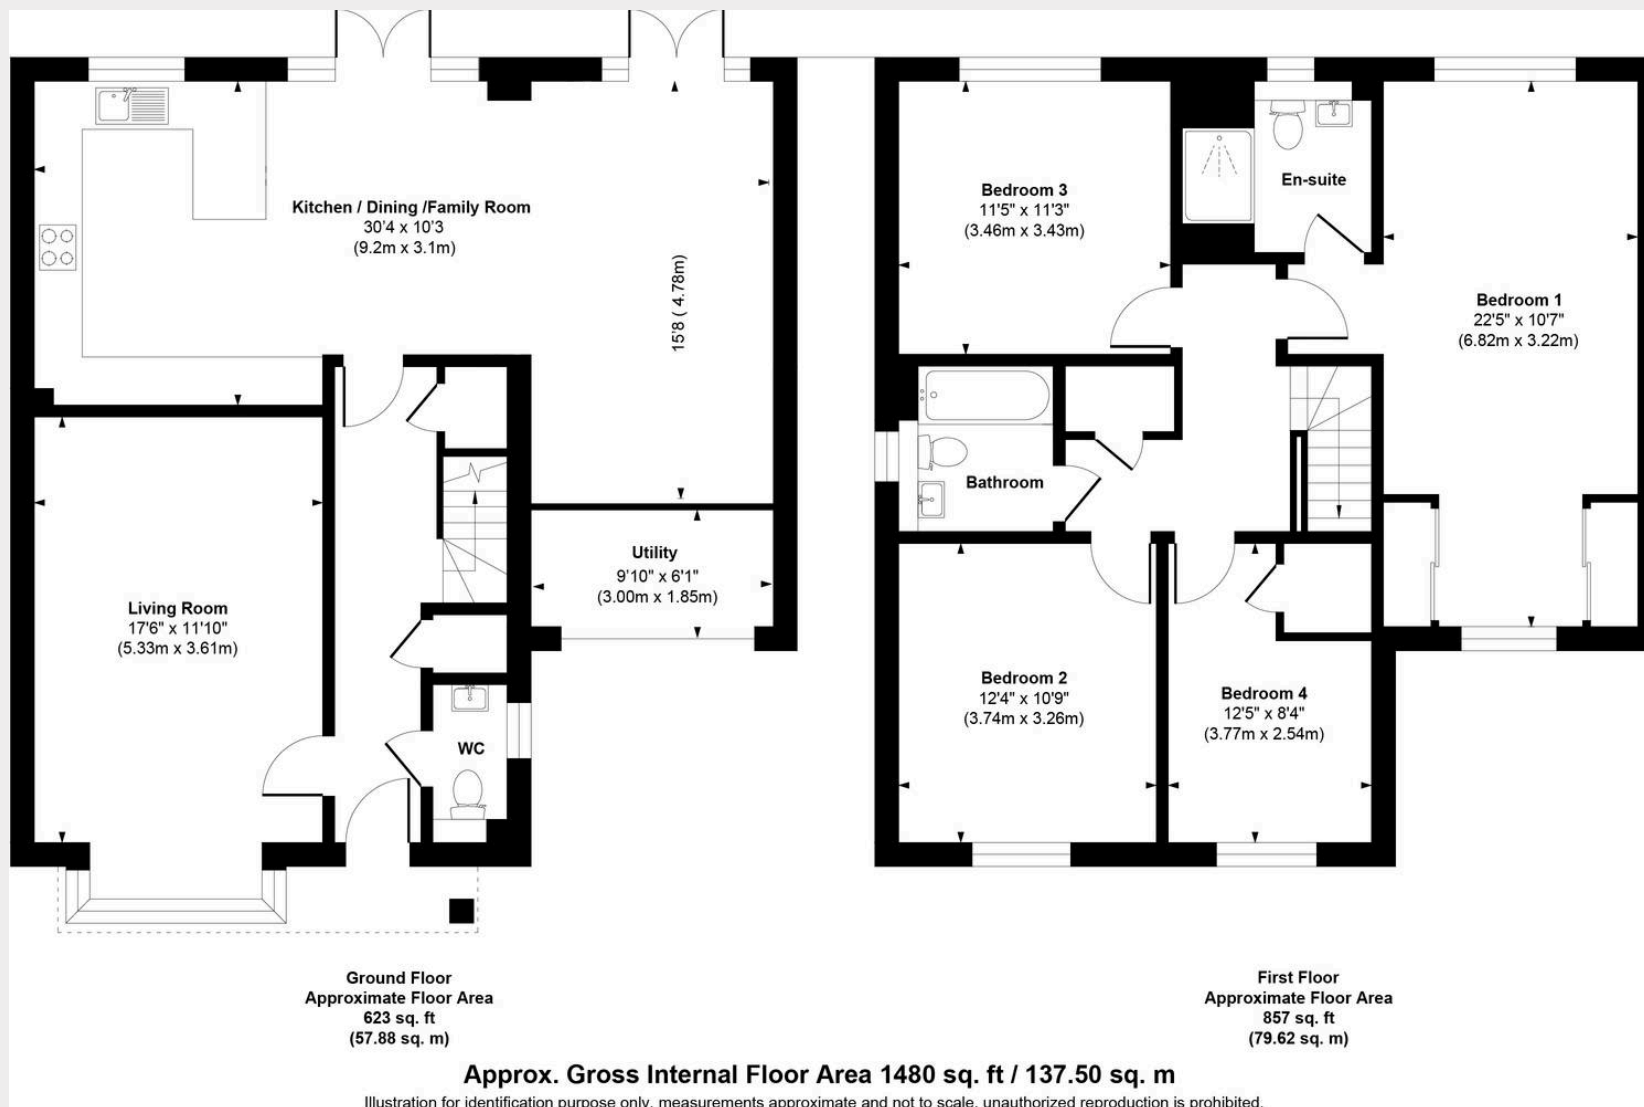 Kitchen / Dining /Family Room
30'4 x 10'3
(9.2m x 3.1m)
15'8 ( 4.78m)
Living Room
17'6" x 11'10"
(5.33m x 3.61m)
Utility
9'10" x 6'1"
(3.00m x 1.85m)
WC
Bedroom 3
11'5" x 11'3"
(3.46m x 3.43m)
En-suite
Bedroom 1
22'5" x 10'7"
(6.82m x 3.22m)
Bathroom
Bedroom 2
12'4" x 10'9"
(3.74m x 3.26m)
Bedroom 4
12'5" x 8'4"
(3.77m x 2.54m)
Ground Floor
Approximate Floor Area
623 sq. ft
(57.88 sq. m)
First Floor
Approximate Floor Area
857 sq. ft
(79.62 sq. m)
Approx. Gross Internal Floor Area 1480 sq. ft / 137.50 sq. m
Illustration for identification purpose only, measurements approximate and not to scale, unauthorized reproduction is prohibited.